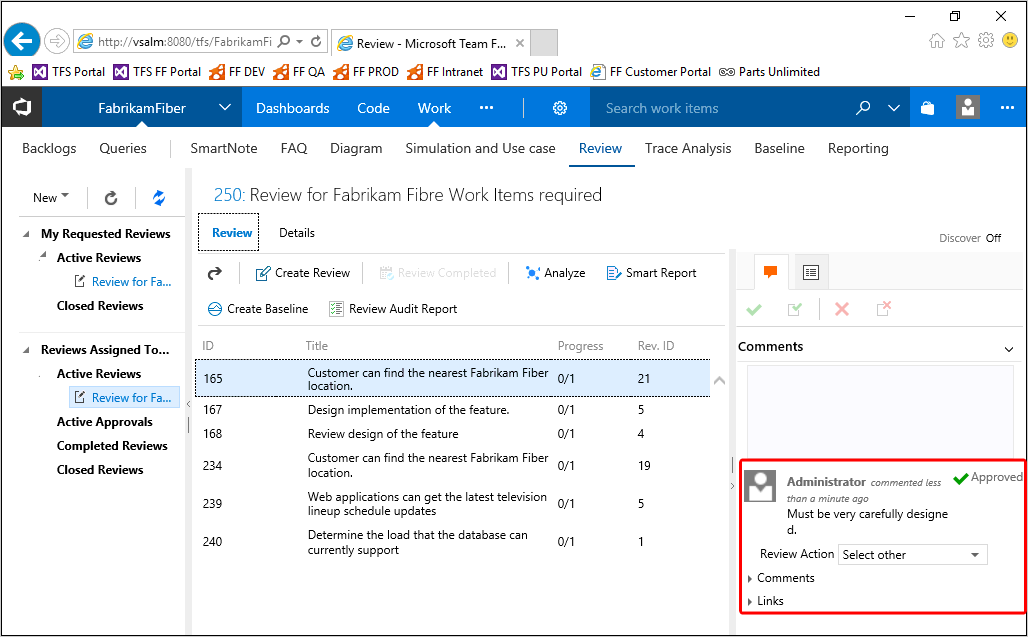 http://vsalm:8080/tfs/FabrikamFi
Review - Microsoft Team F...
TFS Portal
TFS FF Portal
FF DEV
FF QA
FF PROD
FF Intranet
TFS PU Portal
FF Customer Portal
Parts Unlimited
FabrikamFiber
Dashboards
Code
Work
Search work items
Backlogs
Queries
SmartNote
FAQ
Diagram
Simulation and Use case
Review
Trace Analysis
Baseline
Reporting
New
My Requested Reviews
Active Reviews
Review for Fa...
Closed Reviews
Reviews Assigned To...
Active Reviews
Review for Fa...
Active Approvals
Completed Reviews
Closed Reviews
250: Review for Fabrikam Fibre Work Items required
Review
Details
Discover Off
Create Review
Review Completed
Analyze
Smart Report
Create Baseline
Review Audit Report
ID Title Progress Rev. ID
165 Customer can find the nearest Fabrikam Fiber 0/1 21
location.
167 Design implementation of the feature. 0/1 5
168 Review design of the feature 0/1 4
234 Customer can find the nearest Fabrikam Fiber 0/1 19
location.
239 Web applications can get the latest television 0/1 5
lineup schedule updates
240 Determine the load that the database can 0/1 1
currently support
Comments
Administrator commented less
than a minute ago
Approved
Must be very carefully designe
d.
Review Action Select other
Comments
Links